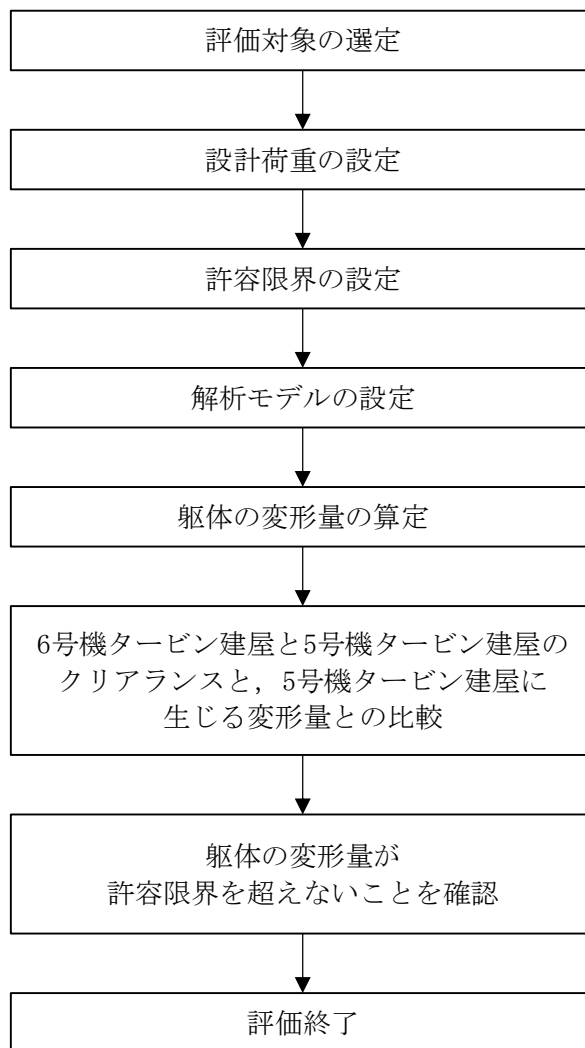 評価対象の選定
設計荷重の設定
許容限界の設定
解析モデルの設定
躯体の変形量の算定
6号機タービン建屋と5号機タービン建屋の
クリアランスと，5号機タービン建屋に
生じる変形量との比較
躯体の変形量が
許容限界を超えないことを確認
評価終了